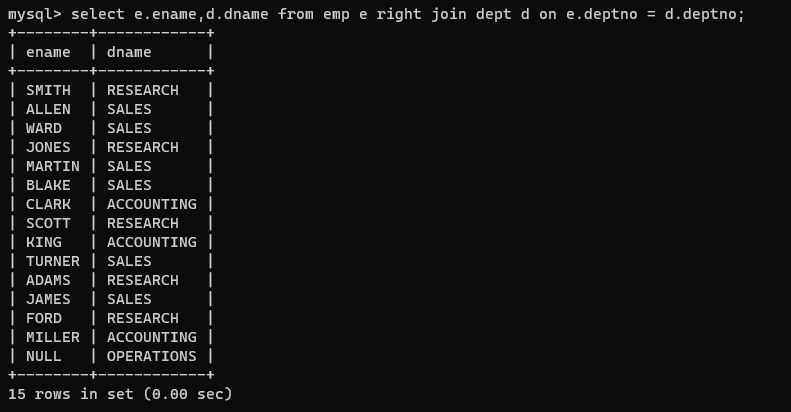 mysql> select e.ename,d.dname from emp e right join dept d on e.deptno = d.deptno;
+--------+------------+
| ename  | dname      |
+--------+------------+
| SMITH  | RESEARCH   |
| ALLEN  | SALES      |
| WARD   | SALES      |
| JONES  | RESEARCH   |
| MARTIN | SALES      |
| BLAKE  | SALES      |
| CLARK  | ACCOUNTING |
| SCOTT  | RESEARCH   |
| KING   | ACCOUNTING |
| TURNER | SALES      |
| ADAMS  | RESEARCH   |
| JAMES  | SALES      |
| FORD   | RESEARCH   |
| MILLER | ACCOUNTING |
| NULL   | OPERATIONS |
+--------+------------+
15 rows in set (0.00 sec)